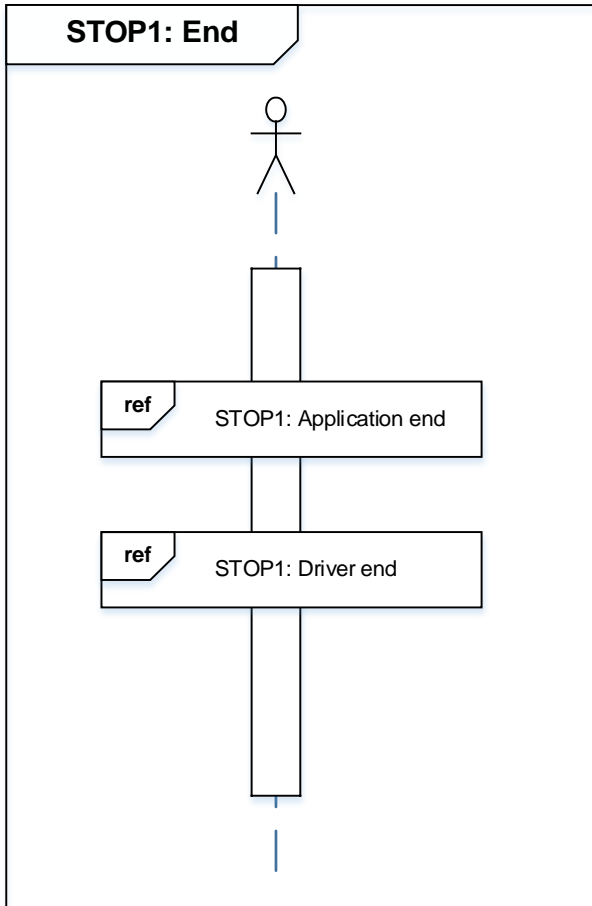 STOP1: End
ref
STOP1: Application end
ref
STOP1: Driver end